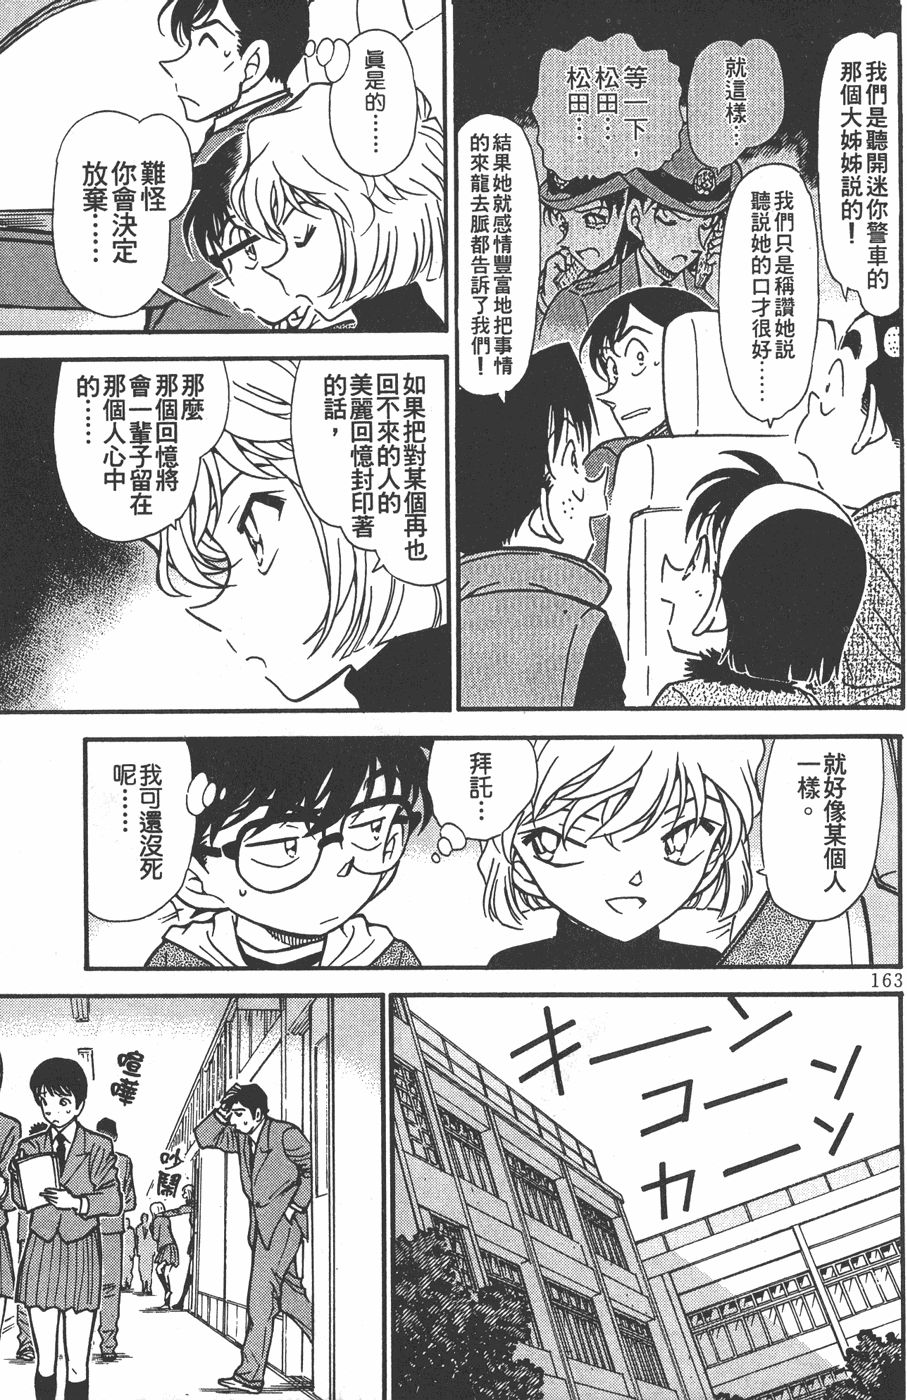 我們是聽開迷你警車的
那個大姊姊說的！
就這樣…
等一下，
松田…
松田…
我們只是稱讚她說
聽說她的口才很好……
結果她就感情豐富地把事情
的來龍去脈都告訴了我們！
眞是的……
難怪
你會決定
放棄……
如果把對某個再也
回不來的人的
美麗回憶封印著
的話，
那麼
那個回憶將
會一輩子留在
那個人心中
的……
就好像某個人
一樣。
拜託…
我可還沒死
呢……
163
キーン
コーン
カーン
喧嘩
吵鬧